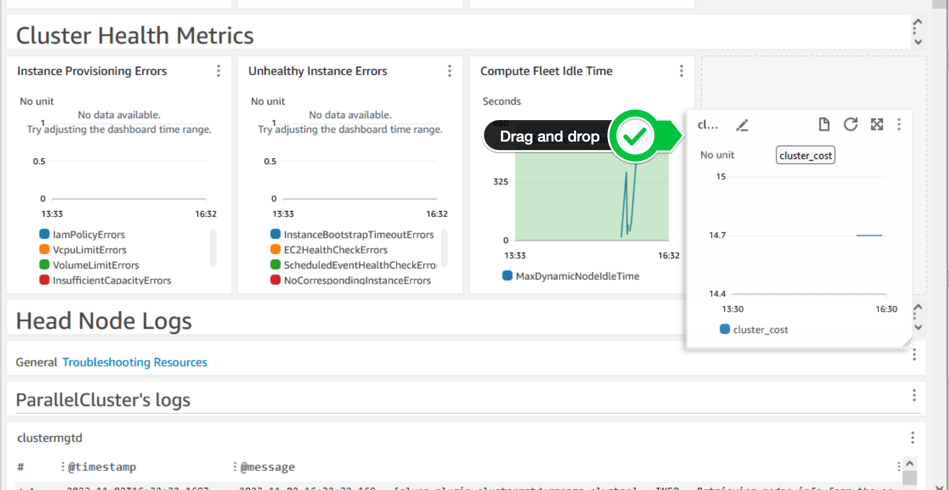 Cluster Health Metrics
Instance Provisioning Errors
No unit
No data available.
1
Try adjusting the dashboard time range.
0.5
0
13:33 16:32
IamPolicyErrors
VcpuLimitErrors
VolumeLimitErrors
InsufficientCapacityErrors
Unhealthy Instance Errors
No unit
No data available.
1
Try adjusting the dashboard time range.
0.5
0
13:33 16:32
InstanceBootstrapTimeoutErrors
EC2HealthCheckErrors
ScheduledEventHealthCheckErro
NoCorrespondingInstanceErrors
Compute Fleet Idle Time
Seconds
Drag and drop
325
0
13:33 16:32
MaxDynamicNodeIdleTime
cl...
No unit
cluster_cost
15
14.7
14.4
13:30 16:30
cluster_cost
Head Node Logs
General Troubleshooting Resources
ParallelCluster's logs
clustermgtd
# @timestamp @message